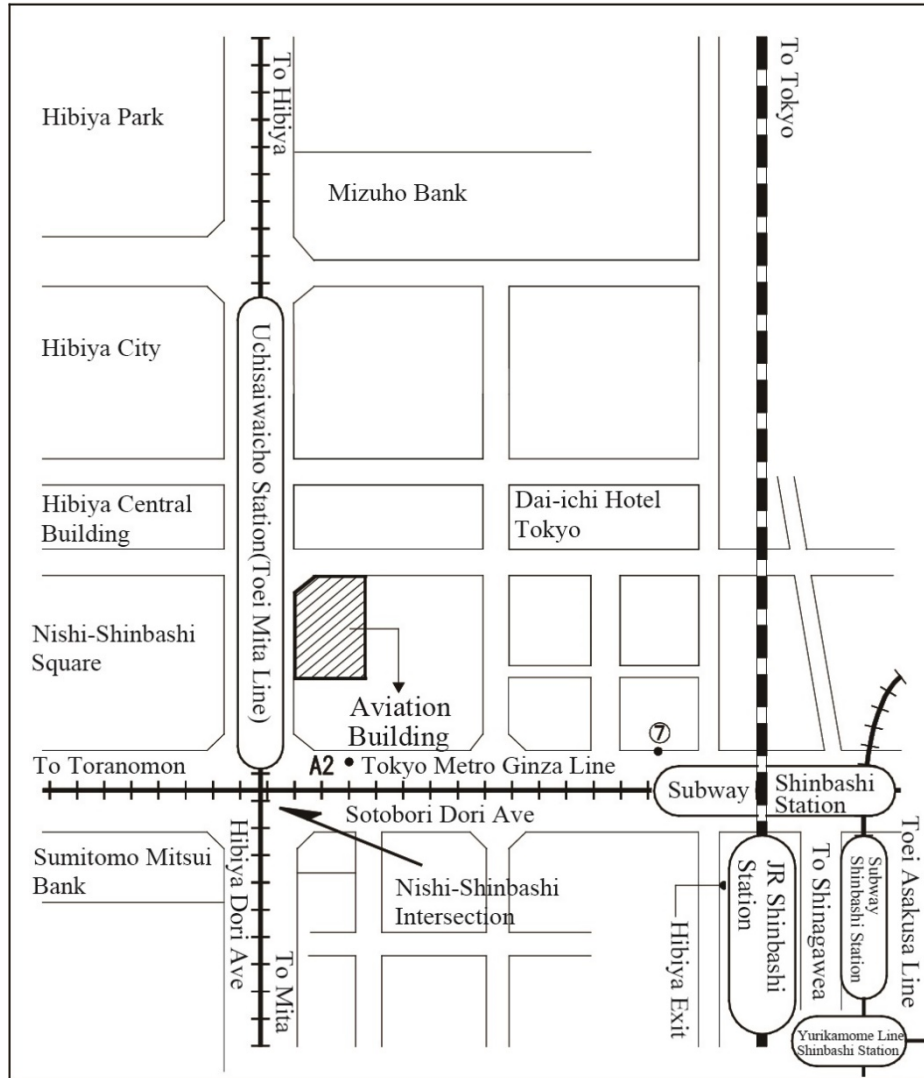 To Hibiya
To Tokyo
Hibiya Park
Mizuho Bank
Hibiya City
Uchisaiwaicho Station(Toei Mita Line)
Hibiya Central
Building
Dai-ichi Hotel
Tokyo
Nishi-Shinbashi
Square
Aviation
Building
⑦
To Toranomon
A2
Tokyo Metro Ginza Line
Subway
Shinbashi
Station
Sotobori Dori Ave
Sumitomo Mitsui
Bank
Hibiya Dori Ave
To Mita
Nishi-Shinbashi
Intersection
Hibiya Exit
JR Shinbashi
Station
To Shinagawea
Subway
Shinbashi Station
Toei Asakusa Line
Yurikamome Line
Shinbashi Station